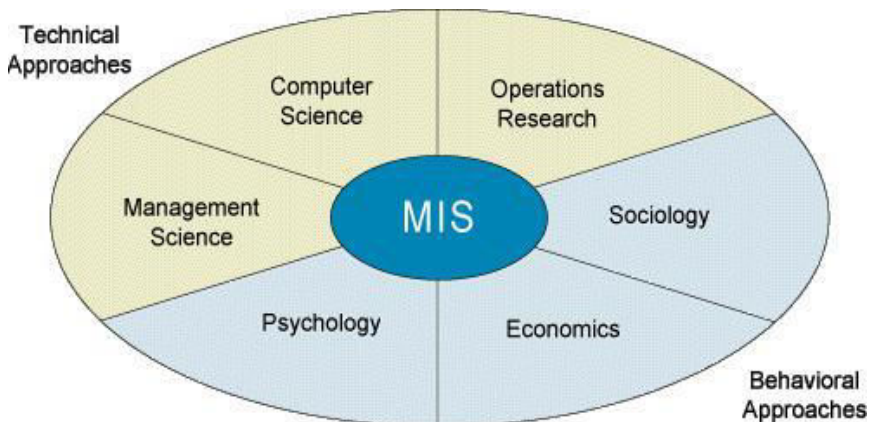 Technical
Approaches
Computer
Science
Operations
Research
Management
Science
MIS
Sociology
Psychology
Economics
Behavioral
Approaches